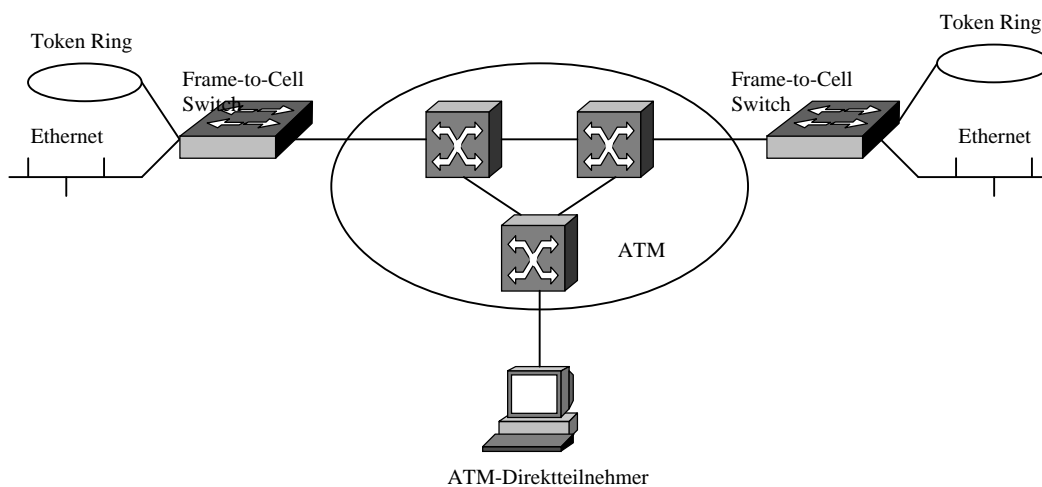 Token Ring
Frame-to-Cell
Switch
Ethernet
ATM
ATM-Direktteilnehmer
Token Ring
Frame-to-Cell
Switch
Ethernet